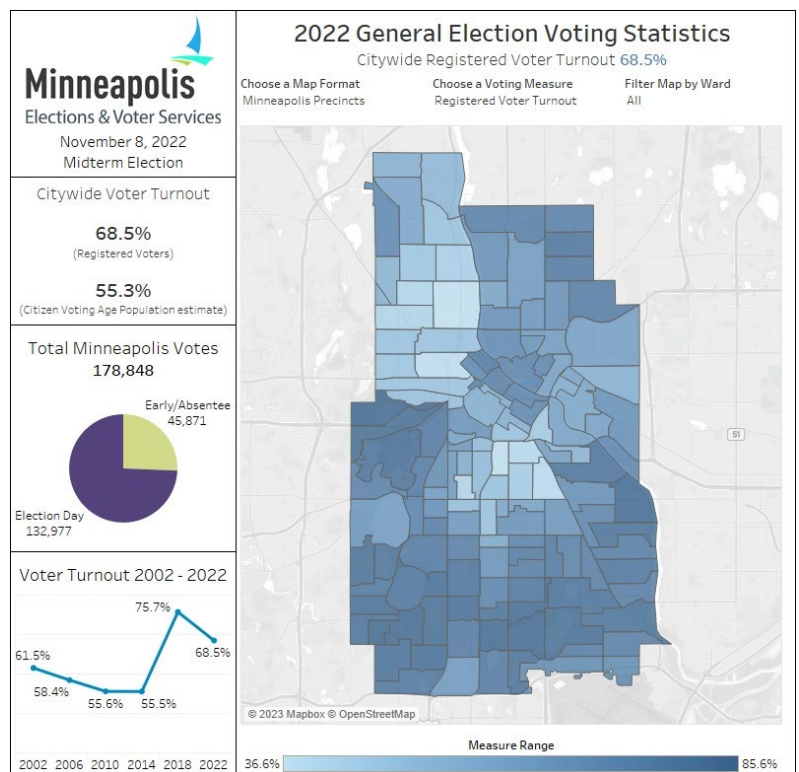 Minneapolis
Elections & Voter Services
November 8, 2022
Midterm Election
Citywide Voter Turnout
68.5%
(Registered Voters)
55.3%
(Citizen Voting Age Population estimate)
Total Minneapolis Votes
178,848
Early/Absentee
45,871
Election Day
132,977
Voter Turnout 2002 - 2022
75.7%
61.5%
68.5%
58.4%
55.6%
55.5%
2002 2006 2010 2014 2018 2022
2022 General Election Voting Statistics
Citywide Registered Voter Turnout 68.5%
Choose a Map Format
Minneapolis Precincts
Choose a Voting Measure
Registered Voter Turnout
Filter Map by Ward
All
51
© 2023 Mapbox © OpenStreetMap
Measure Range
36.6% 85.6%